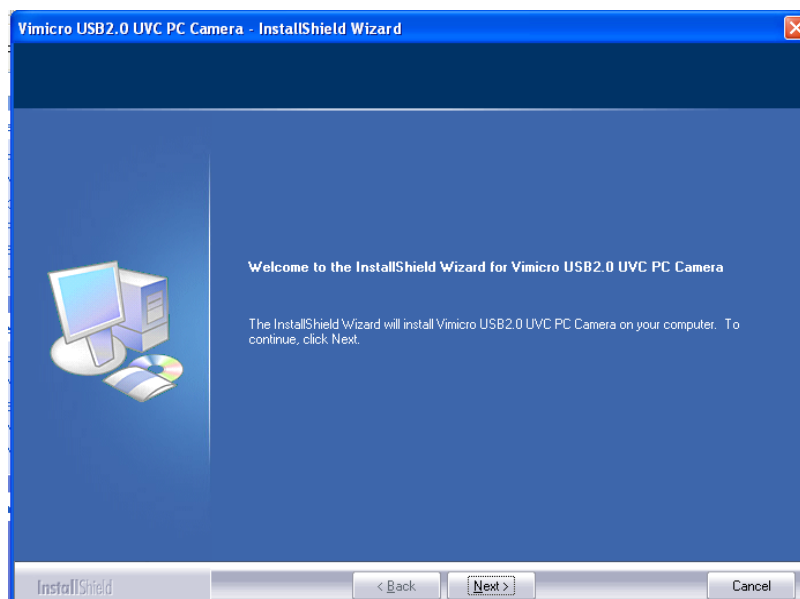 Vimicro USB2.0 UVC PC Camera - InstallShield Wizard
Welcome to the InstallShield Wizard for Vimicro USB2.0 UVC PC Camera
The InstallShield Wizard will install Vimicro USB2.0 UVC PC Camera on your computer. To
continue, click Next.
InstallShield
< Back
Next >
Cancel